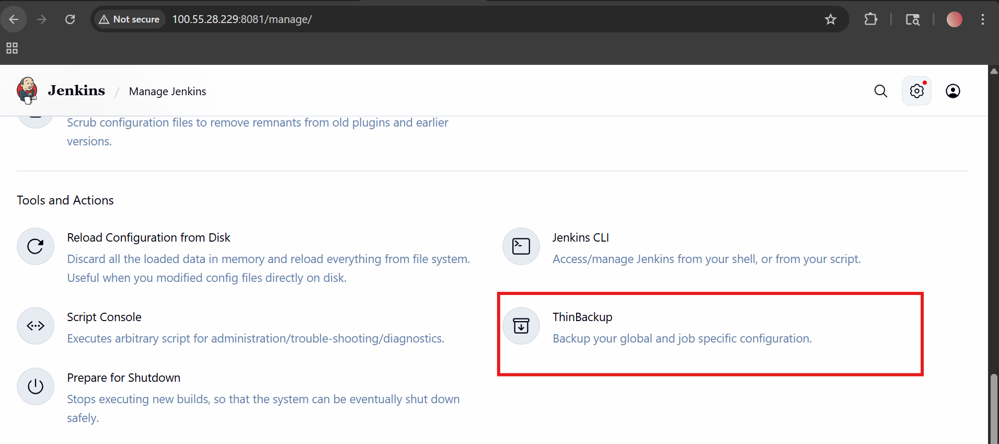 Not secure 100.55.28.229:8081/manage/
Jenkins / Manage Jenkins
Scrub configuration files to remove remnants from old plugins and earlier
versions.
Tools and Actions
Reload Configuration from Disk
Discard all the loaded data in memory and reload everything from file system.
Useful when you modified config files directly on disk.
Jenkins CLI
Access/manage Jenkins from your shell, or from your script.
Script Console
Executes arbitrary script for administration/trouble-shooting/diagnostics.
ThinBackup
Backup your global and job specific configuration.
Prepare for Shutdown
Stops executing new builds, so that the system can be eventually shut down
safely.